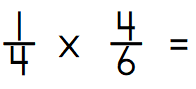 1/4 x 4/6 =